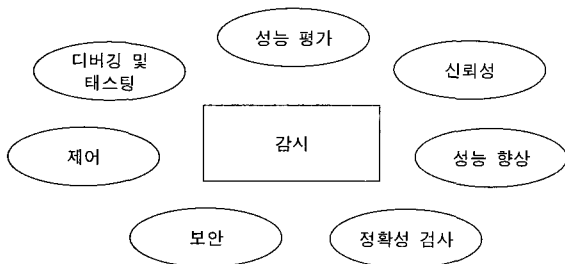 성능 평가
디버깅 및
태스팅
신뢰성
감시
제어
성능 향상
보안
정확성 검사